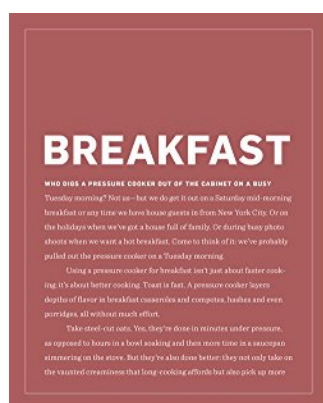 BREAKFAST
WHO DIGS A PRESSURE COOKER OUT OF THE CABINET ON A BUSY
Tuesday morning? Not us—but we do get it out on a Saturday mid-morning
breakfast or any time we have house guests in from New York City. Or on
the holidays when we've got a house full of family. Or during busy photo
shoots when we want a hot breakfast. Come to think of it: we've probably
pulled out the pressure cooker on a Tuesday morning.
Using a pressure cooker for breakfast isn't just about faster cook-
ing; it's about better cooking. Toast is fast. A pressure cooker layers
depths of flavor in breakfast casseroles and compotes, hashes and even
porridges, all without much effort.
Take steel-cut oats. Yes, they're done in minutes under pressure,
as opposed to hours in a bowl soaking and then more time in a saucepan
simmering on the stove. But they're also done better: they not only take on
the vaunted creaminess that long-cooking affords but also pick up more